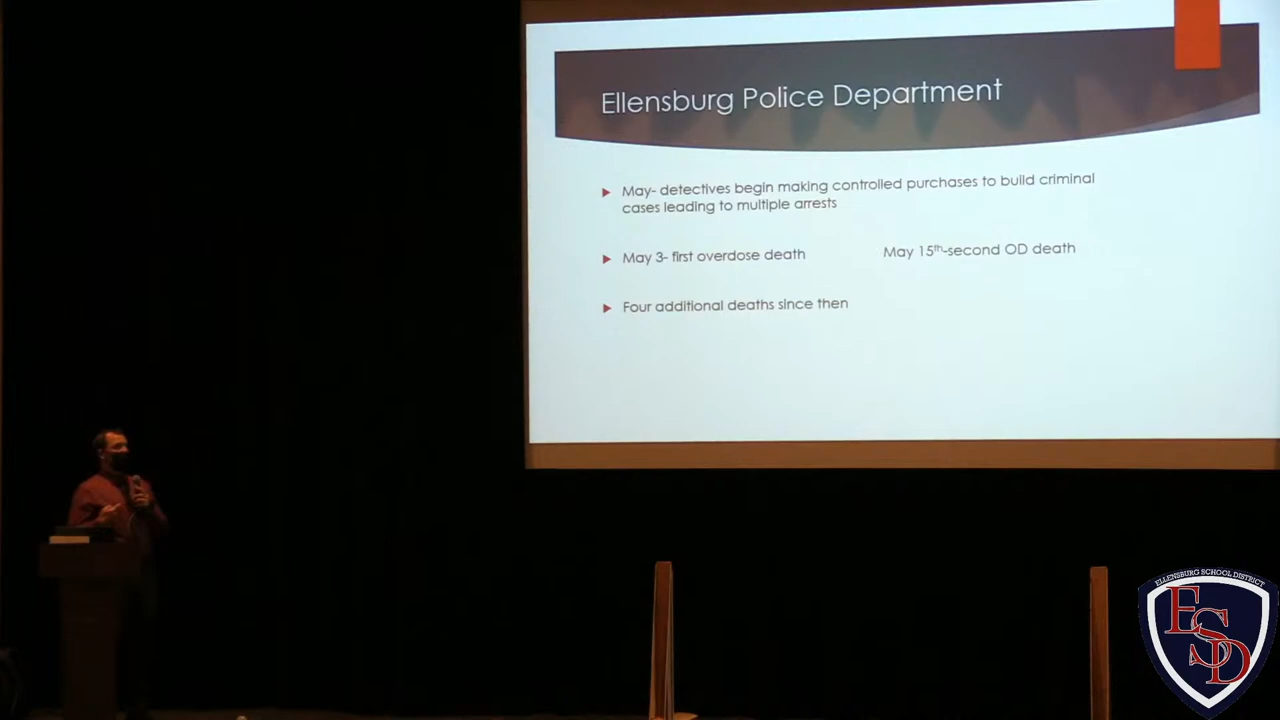 Ellensburg Police Department
May- detectives begin making controlled purchases to build criminal
cases leading to multiple arrests
May 3- first overdose death May 15th-second OD death
Four additional deaths since then
ELLENSBURG SCHOOL DISTRICT
ESD